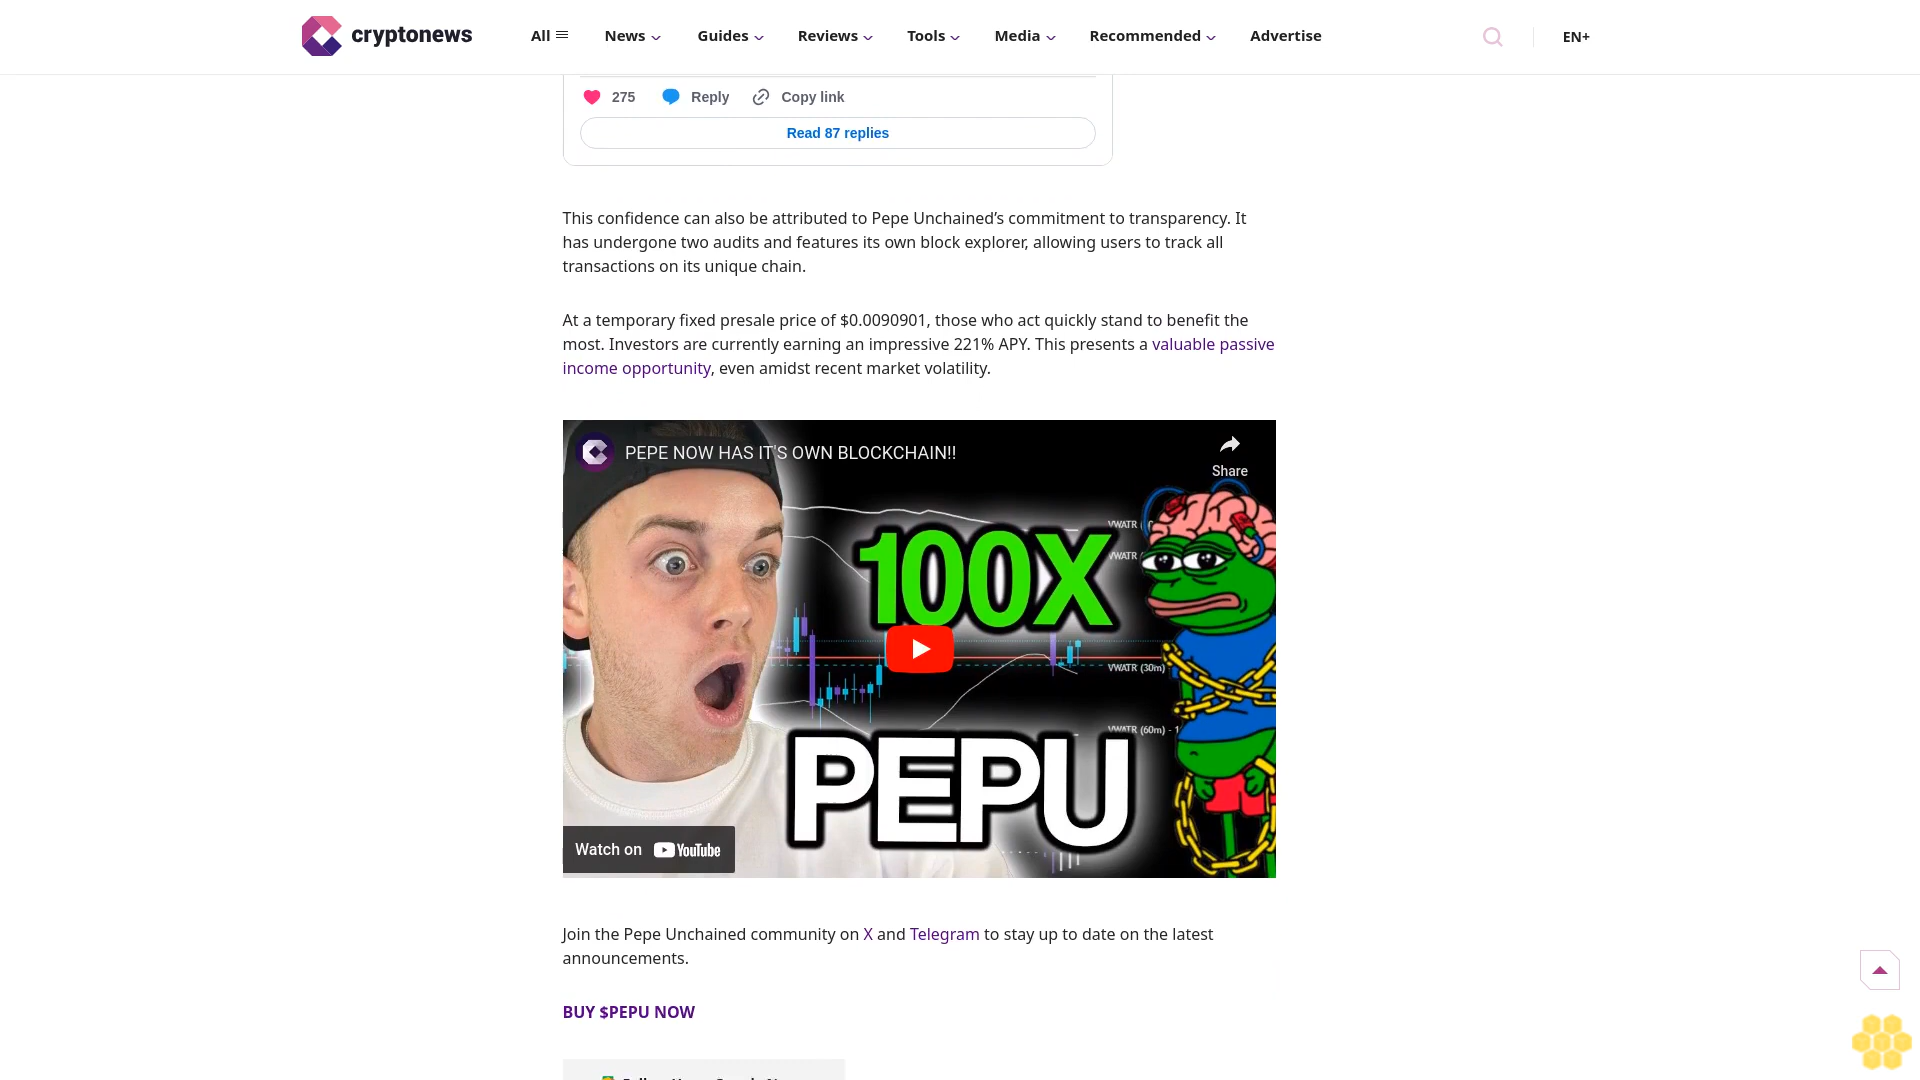 cryptonews
All
News
Guides
Reviews
Tools
Media
Recommended
Advertise
EN+
275
Reply
Copy link
Read 87 replies
This confidence can also be attributed to Pepe Unchained’s commitment to transparency. It
has undergone two audits and features its own block explorer, allowing users to track all
transactions on its unique chain.
At a temporary fixed presale price of $0.0090901, those who act quickly stand to benefit the
most. Investors are currently earning an impressive 221% APY. This presents a valuable passive
income opportunity, even amidst recent market volatility.
PEPE NOW HAS IT'S OWN BLOCKCHAIN!!
Share
VWATR
100X
VWATR
VWATR (30m)
VWATR (60m) - 1
PEPU
Watch on YouTube
Join the Pepe Unchained community on X and Telegram to stay up to date on the latest
announcements.
BUY $PEPU NOW